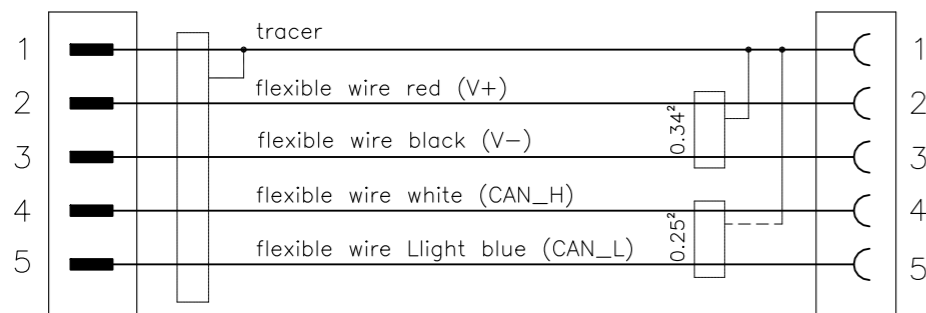 1 tracer 1
2 flexible wire red (V+) 2
0.34²
3 flexible wire black (V−) 3
4 flexible wire white (CAN_H) 4
0.25²
5 flexible wire Llight blue (CAN_L) 5